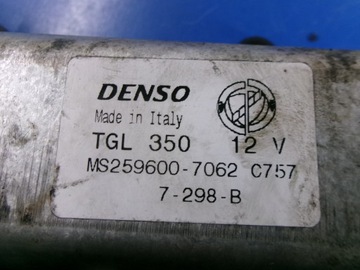 DENSO
Made in Italy
TGL 350 12 V
MS259600-7062 C757
7-298-B